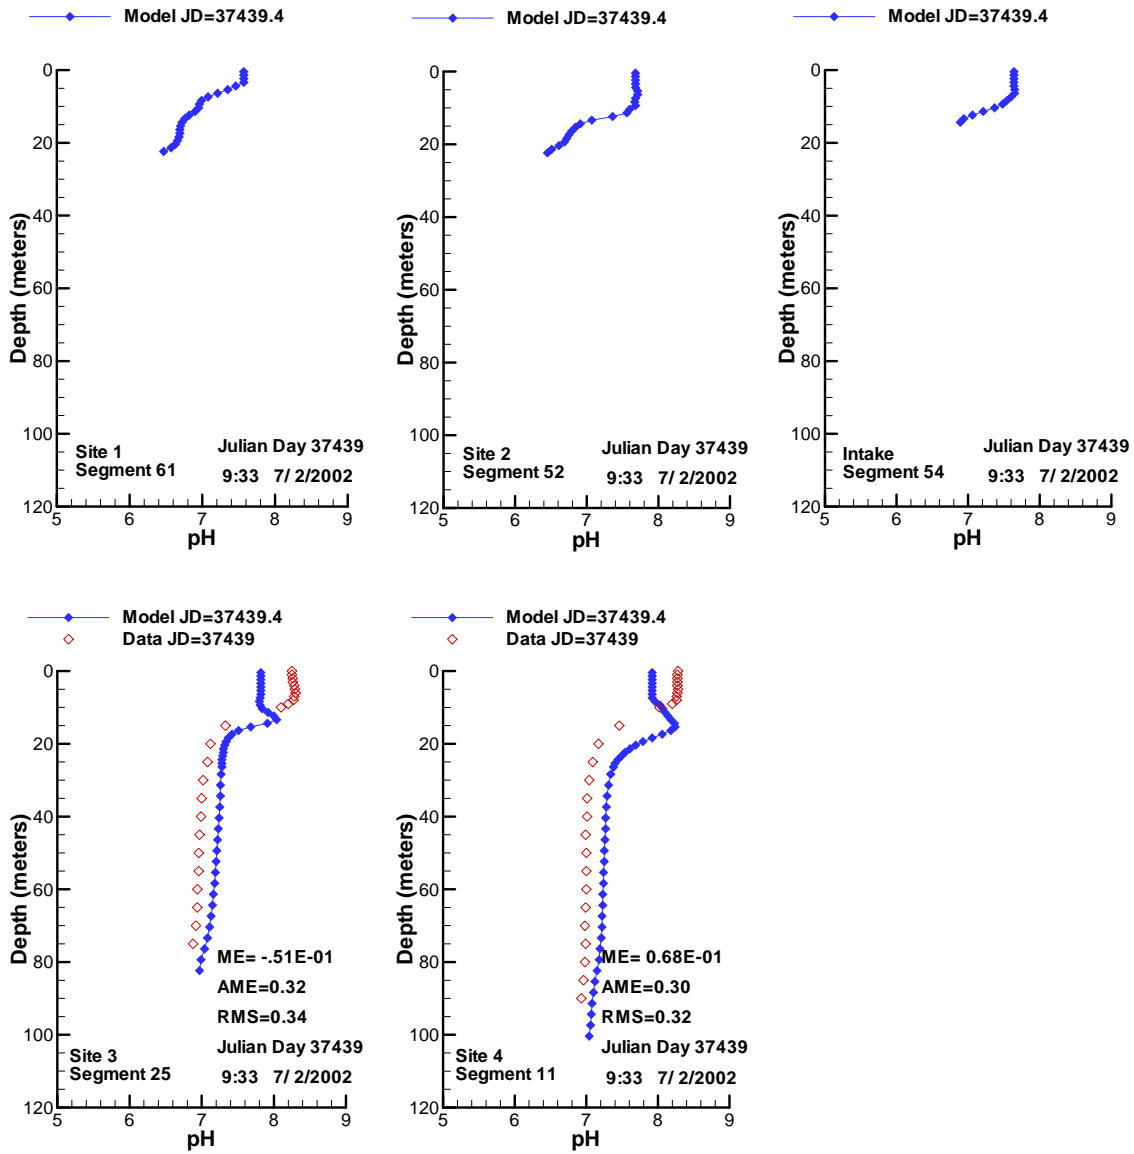 Model JD=37439.4
0
20
40
60
80
100
120
Depth (meters)
Site 1
Segment 61
Julian Day 37439
9:33 7/ 2/2002
5 6 7 8 9
pH
Model JD=37439.4
0
20
40
60
80
100
120
Depth (meters)
Site 2
Segment 52
Julian Day 37439
9:33 7/ 2/2002
5 6 7 8 9
pH
Model JD=37439.4
0
20
40
60
80
100
120
Depth (meters)
Intake
Segment 54
Julian Day 37439
9:33 7/ 2/2002
5 6 7 8 9
pH
Model JD=37439.4
Data JD=37439
0
20
40
60
80
100
120
Depth (meters)
ME= -.51E-01
AME=0.32
RMS=0.34
Site 3
Segment 25
Julian Day 37439
9:33 7/ 2/2002
5 6 7 8 9
pH
Model JD=37439.4
Data JD=37439
0
20
40
60
80
100
120
Depth (meters)
ME= 0.68E-01
AME=0.30
RMS=0.32
Site 4
Segment 11
Julian Day 37439
9:33 7/ 2/2002
5 6 7 8 9
pH